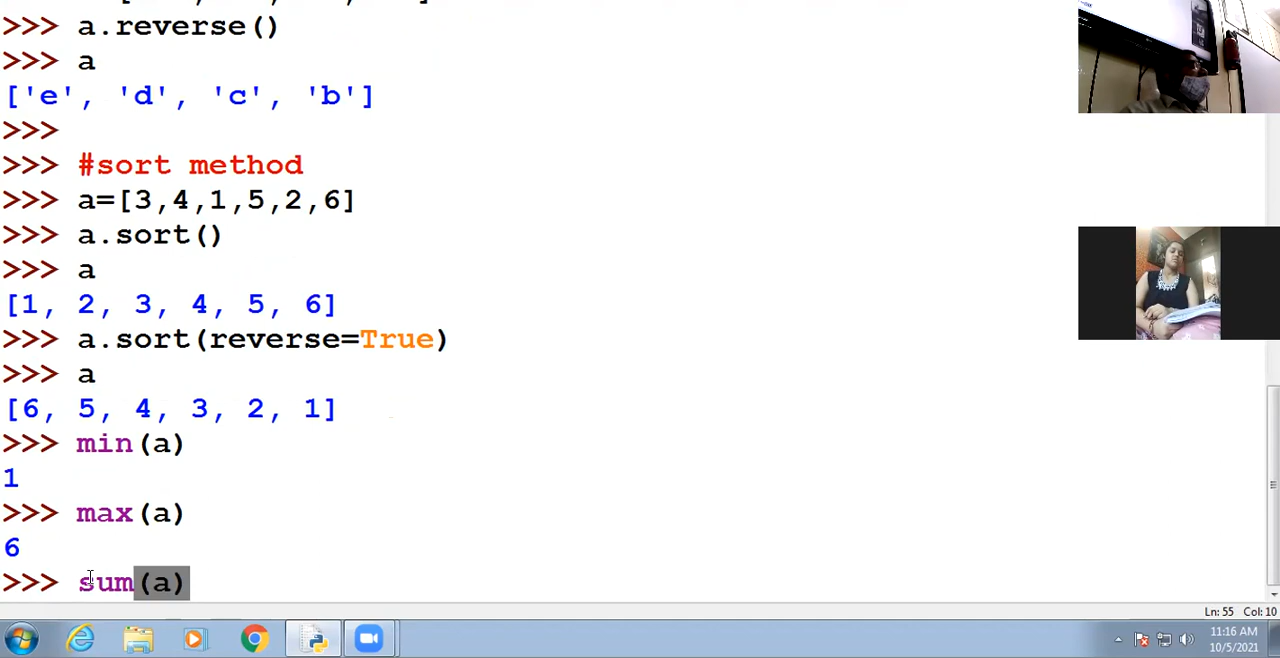 >>> a.reverse()
>>> a
['e', 'd', 'c', 'b']
>>>
>>> #sort method
>>> a=[3,4,1,5,2,6]
>>> a.sort()
>>> a
[1, 2, 3, 4, 5, 6]
>>> a.sort(reverse=True)
>>> a
[6, 5, 4, 3, 2, 1]
>>> min(a)
1
>>> max(a)
6
>>> sum(a)
Ln: 55 Col: 10
11:16 AM
10/5/2021